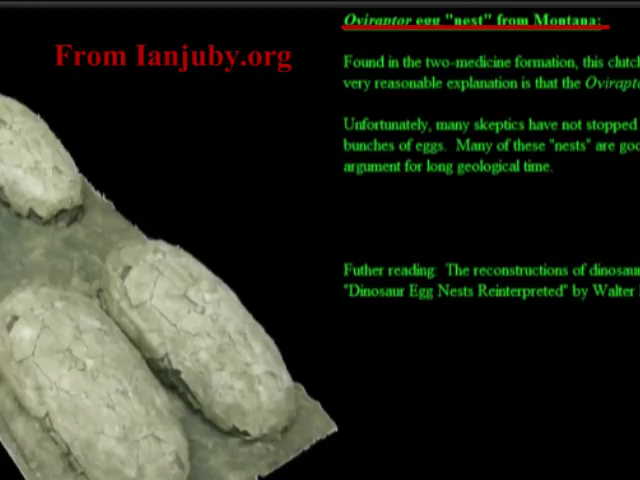 Oviraptor egg "nest" from Montana:
From Ianjuby.org
Found in the two-medicine formation, this clutch
very reasonable explanation is that the Ovirapto
Unfortunately, many skeptics have not stopped
bunches of eggs. Many of these "nests" are goo
argument for long geological time.
Futher reading: The reconstructions of dinosaur
"Dinosaur Egg Nests Reinterpreted" by Walter